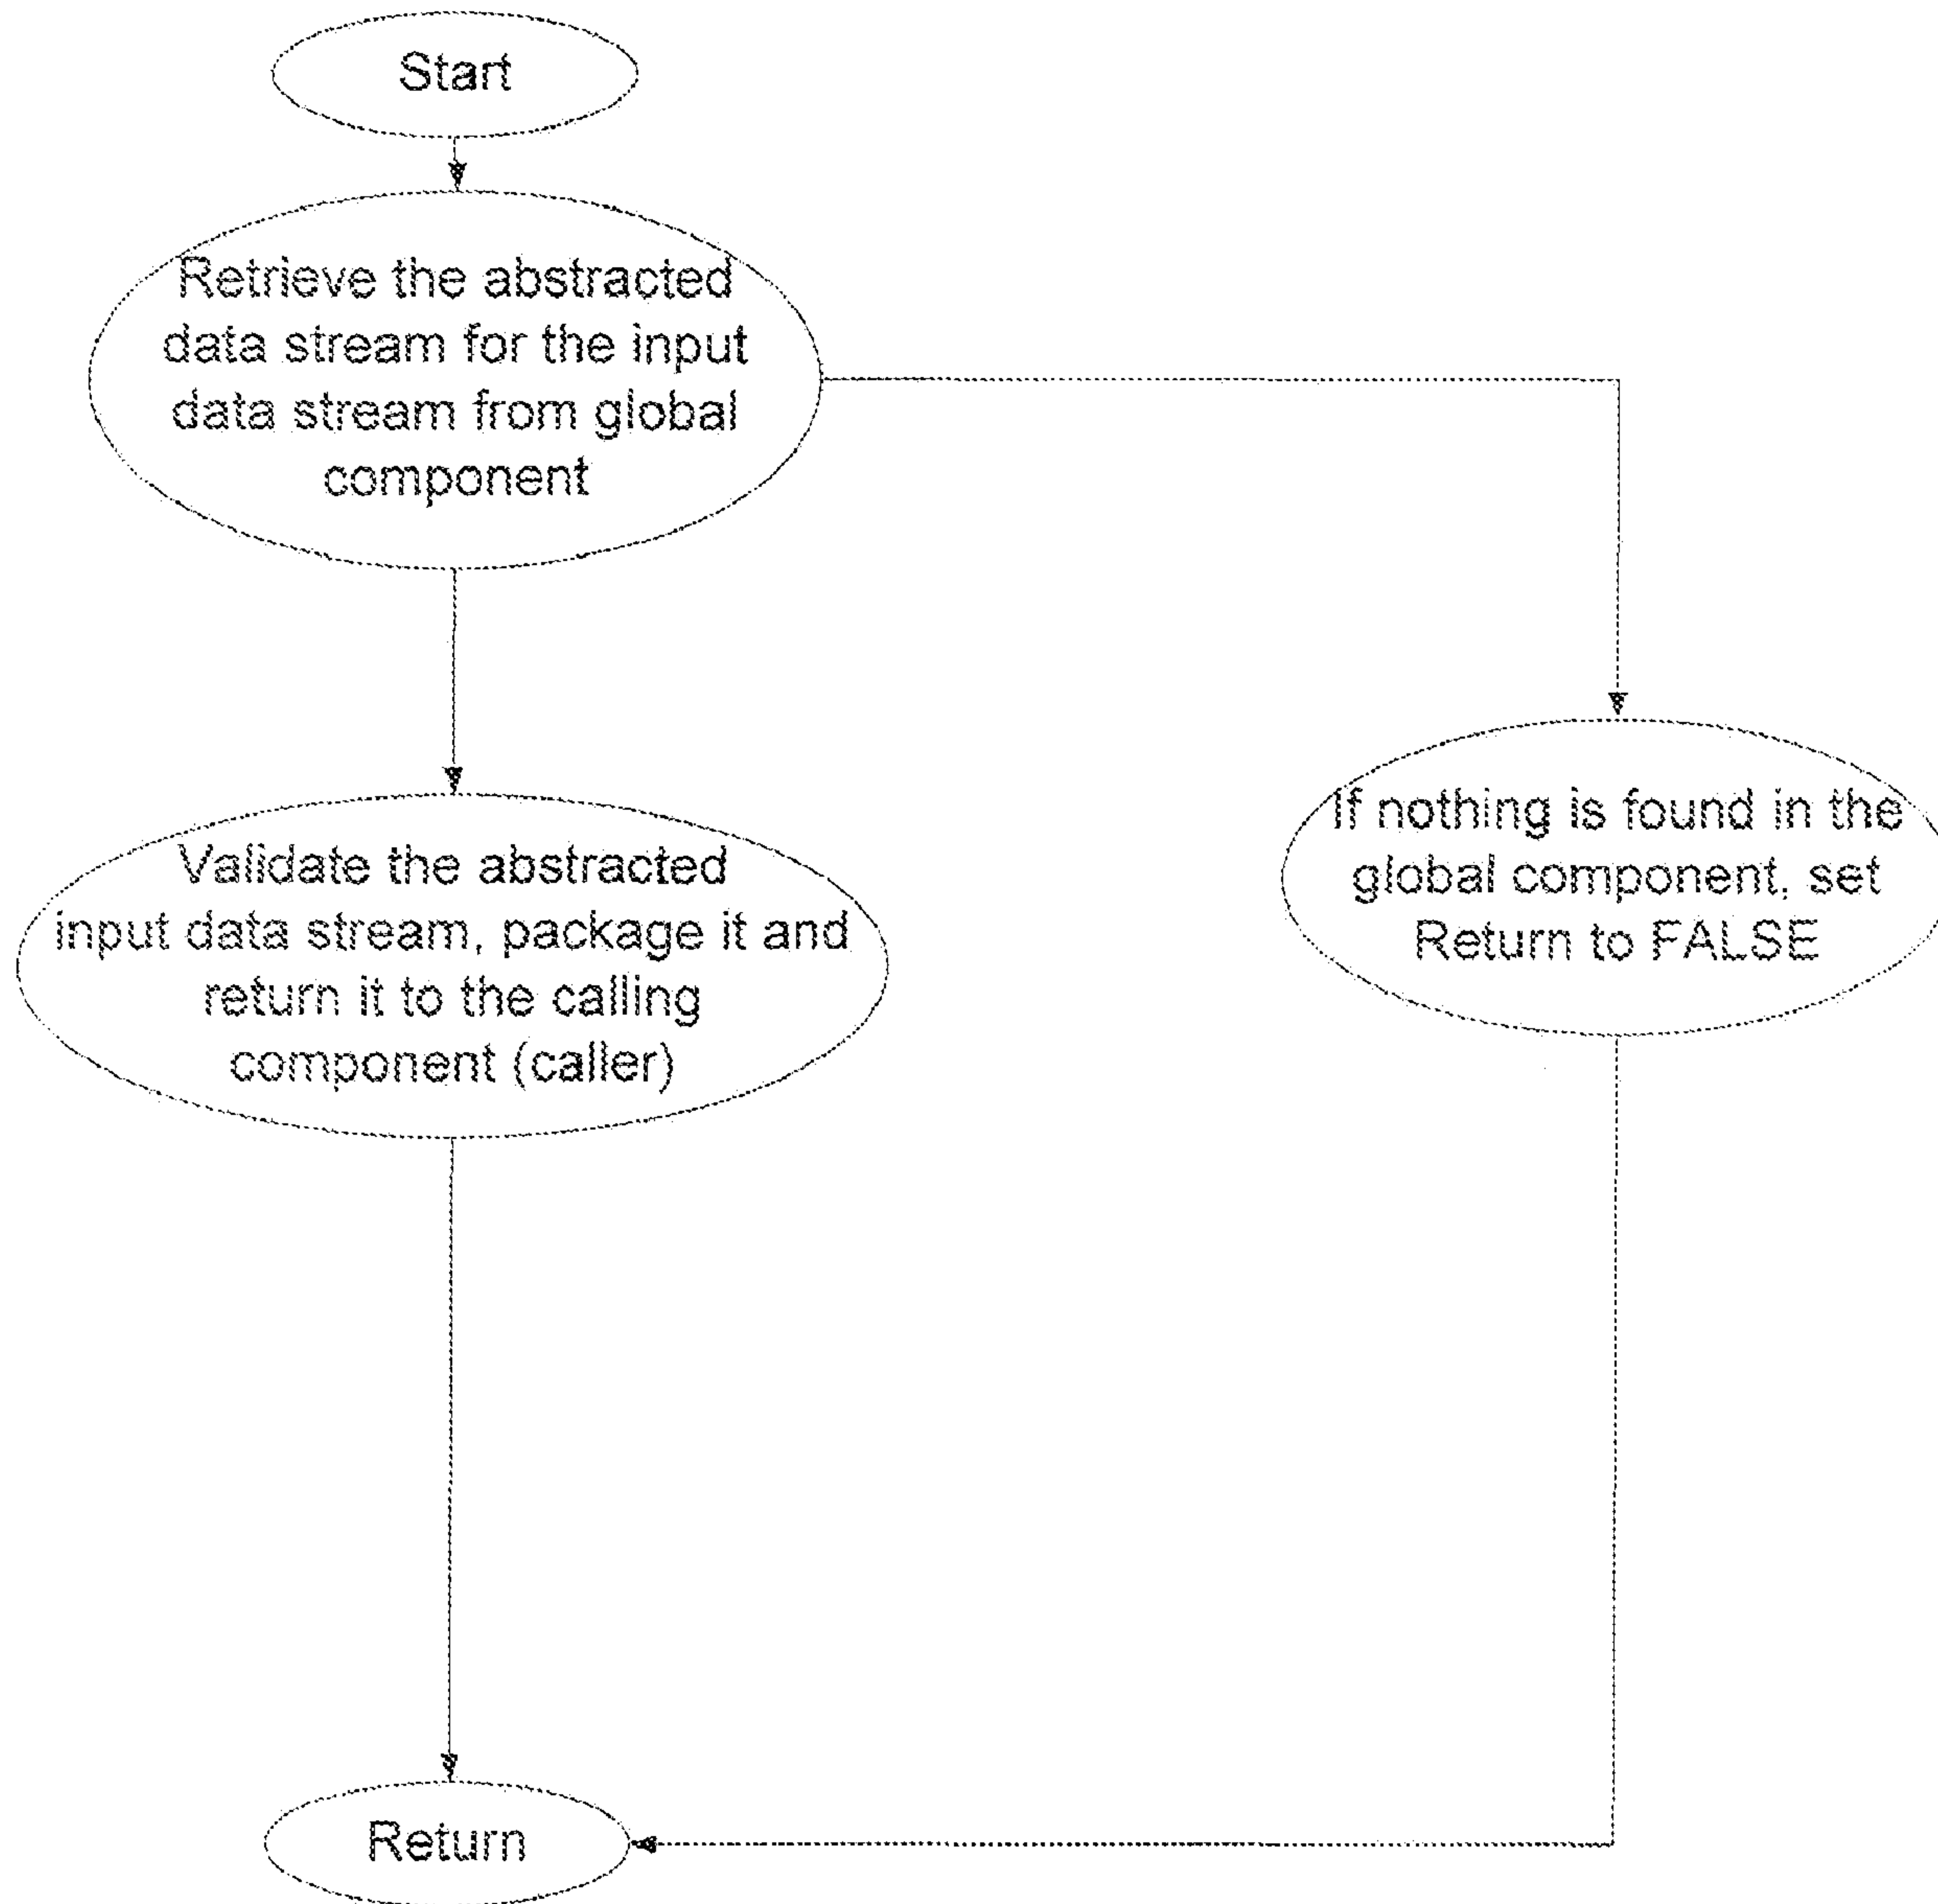 Start
Retrieve the abstracted
data stream for the input
data stream from global
component
Validate the abstracted
input data stream, package it and
return it to the calling
component (caller)
If nothing is found in the
global component, set
Return to FALSE
Return